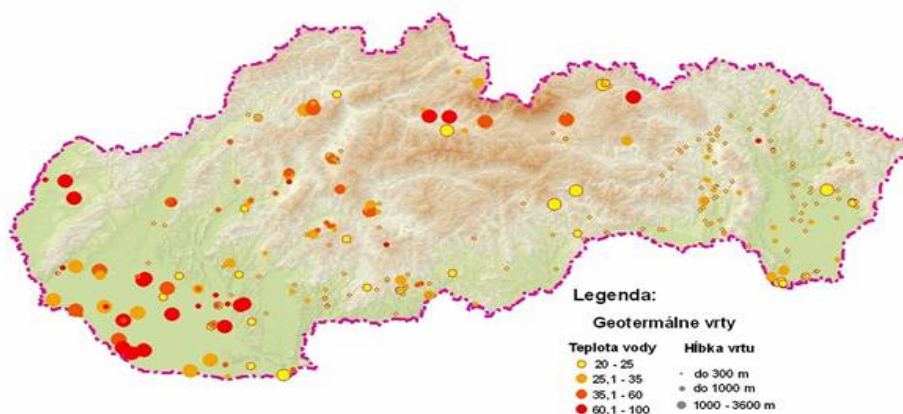 Legenda:
Geotermálne vrty
Teplota vody
20 - 25
25,1 - 35
35,1 - 60
60,1 - 100
Hĺbka vrtu
do 300 m
do 1000 m
1000 - 3600 m